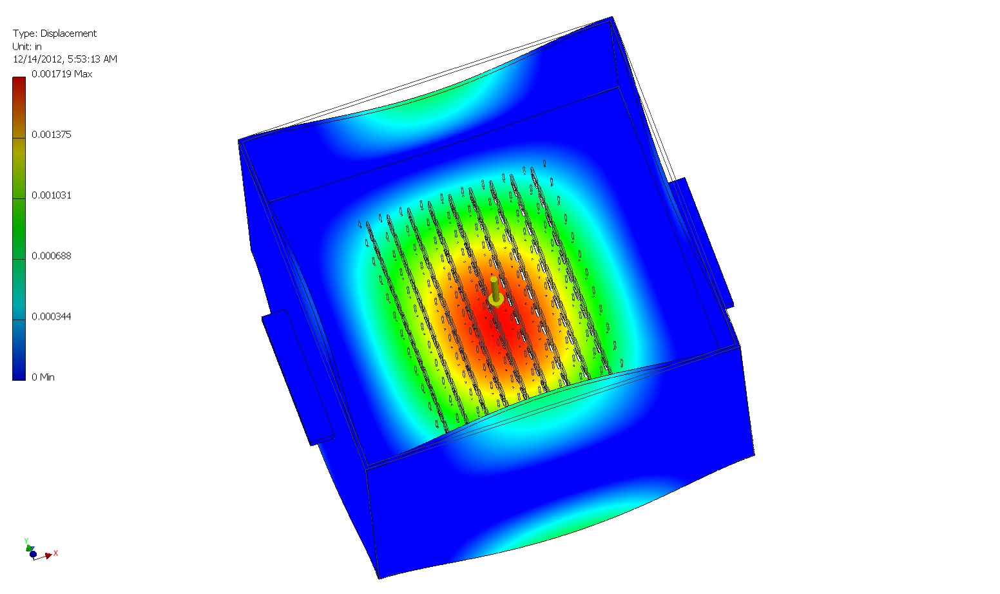 Type: Displacement
Unit: in
12/14/2012, 5:53:13 AM
0.001719 Max
0.001375
0.001031
0.000688
0.000344
0 Min
Y
X